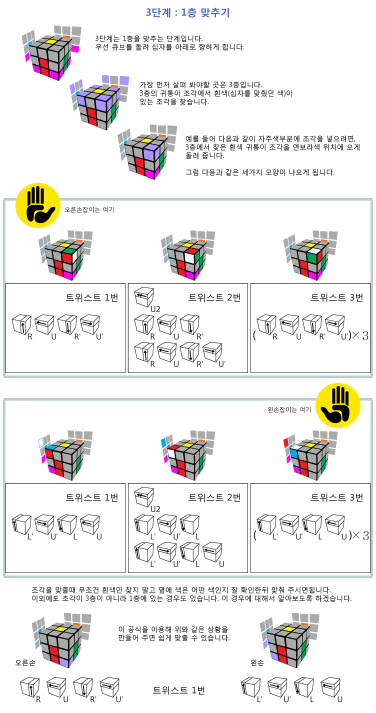 3단계 : 1층 맞추기
3단계는 1층을 맞추는 단계입니다.
우선 큐브를 돌려 십자를 아래로 향하게 합니다.
가장 먼저 살펴 봐야할 곳은 3층입니다.
3층의 귀퉁이 조각에서 흰색(십자를 맞췄던 색)이
있는 조각을 찾습니다.
예를 들어 다음과 같이 자주색부분에 조각을 넣으려면,
3층에서 찾은 흰색 귀퉁이 조각을 연보라색 위치에 오게
돌려 줍니다.
그럼 다음과 같은 세가지 모양이 나오게 됩니다.
오른손잡이는 여기
트위스트 1번
R U R' U'
트위스트 2번
U2
R U R'
R U R' U'
트위스트 3번
( R U R' U' )×3
왼손잡이는 여기
트위스트 1번
L' U' L U
트위스트 2번
U2
L' U' L
L' U' L U
트위스트 3번
( L' U' L U )×3
조각을 맞출때 무조건 흰색만 찾지 말고 옆에 색은 어떤 색인지 잘 확인한뒤 맞춰 주시면됩니다.
이외에도 조각이 3층이 아니라 1층에 있는 경우도 있습니다. 이 경우에 대해서 알아보도록 하겠습니다.
이 공식을 이용해 위와 같은 상황을
만들어 주면 쉽게 맞출 수 있습니다.
오른손
왼손
R U R' U'
트위스트 1번
L' U' L U